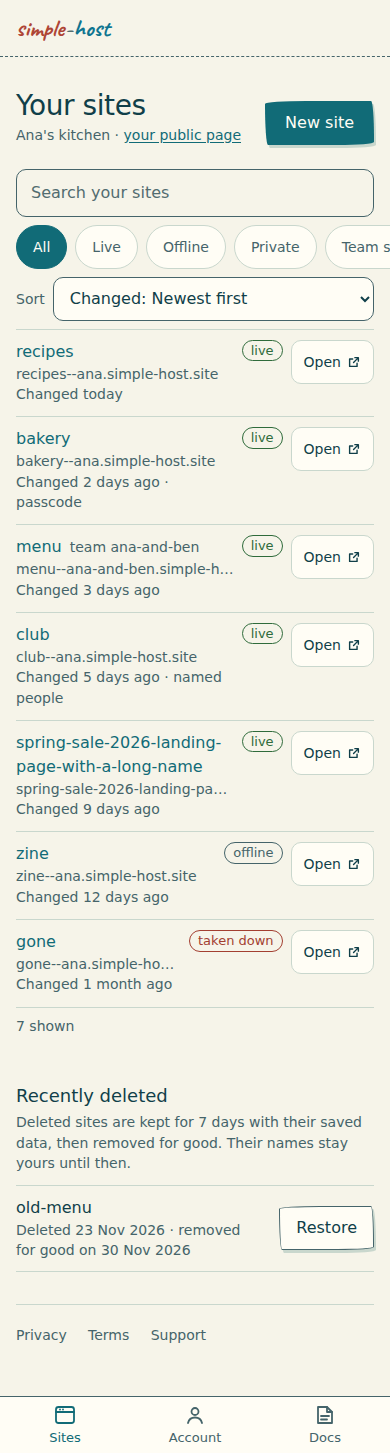 simple-host
Your sites
Ana's kitchen · your public page
New site
Search your sites
All Live Offline Private Team s
Sort Changed: Newest first
recipes live Open
recipes--ana.simple-host.site
Changed today
bakery live Open
bakery--ana.simple-host.site
Changed 2 days ago ·
passcode
menu team ana-and-ben live Open
menu--ana-and-ben.simple-h…
Changed 3 days ago
club live Open
club--ana.simple-host.site
Changed 5 days ago · named
people
spring-sale-2026-landing- live Open
page-with-a-long-name
spring-sale-2026-landing-pa…
Changed 9 days ago
zine offline Open
zine--ana.simple-host.site
Changed 12 days ago
gone taken down Open
gone--ana.simple-ho…
Changed 1 month ago
7 shown
Recently deleted
Deleted sites are kept for 7 days with their saved
data, then removed for good. Their names stay
yours until then.
old-menu
Deleted 23 Nov 2026 · removed
for good on 30 Nov 2026
Restore
Privacy Terms Support
Sites Account Docs